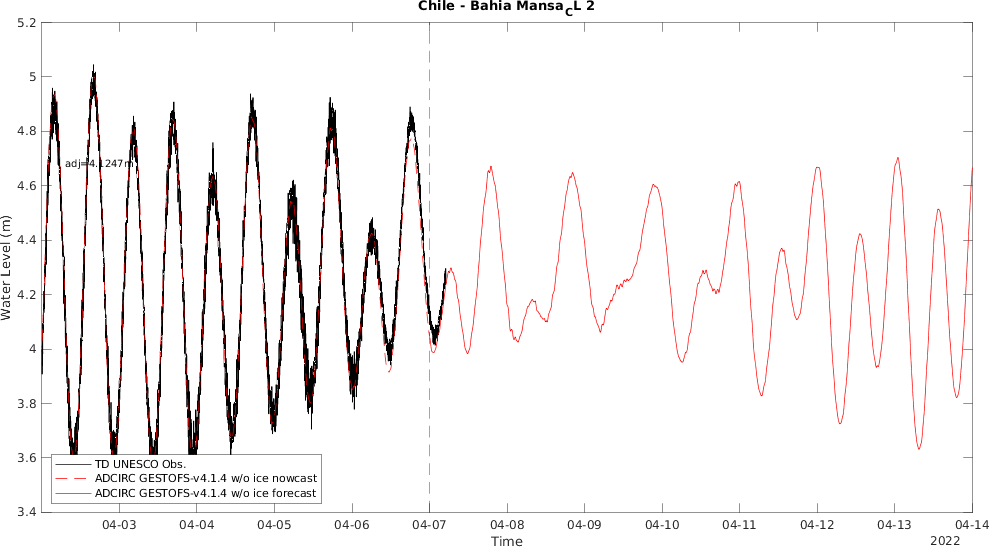 Chile - Bahia Mansa_CL 2
5.2
5
4.8
4.6
4.4
4.2
4
3.8
3.6
3.4
Water Level (m)
adj=4.1247m
TD UNESCO Obs.
ADCIRC GESTOFS-v4.1.4 w/o ice nowcast
ADCIRC GESTOFS-v4.1.4 w/o ice forecast
04-03 04-04 04-05 04-06 04-07 04-08 04-09 04-10 04-11 04-12 04-13 04-14
Time
2022